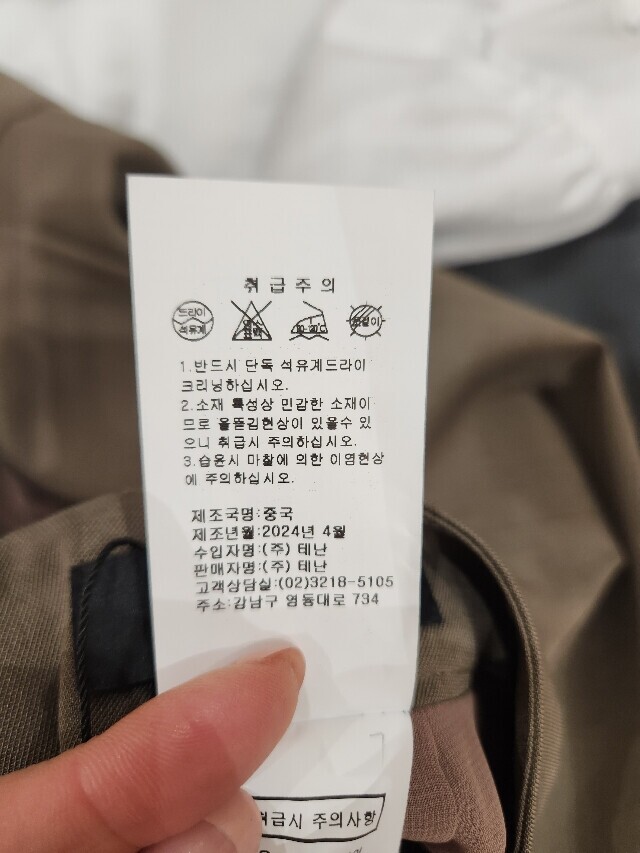 취급주의
드라이
석유계
1.반드시 단독 석유계드라이
크리닝하십시오.
2.소재 특성상 민감한 소재이
므로 올뜯김현상이 있을수 있
으니 취급시 주의하십시오.
3.습윤시 마찰에 의한 이염현상
에 주의하십시오.
제조국명:중국
제조년월:2024년 4월
수입자명:(주) 테난
판매자명:(주) 테난
고객상담실:(02)3218-5105
주소:강남구 영동대로 734
취급시 주의사항